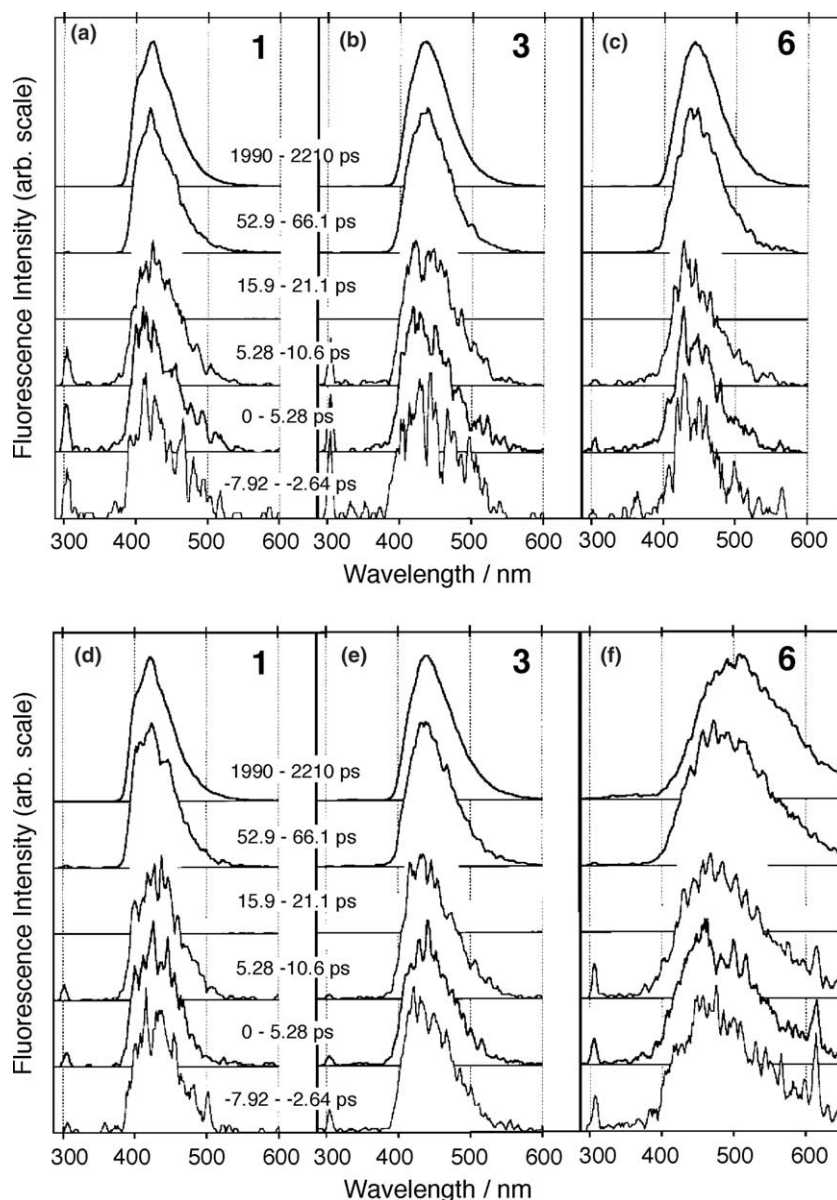 (a) 1 (b) 3 (c) 6
Fluorescence Intensity (arb. scale)
1990 - 2210 ps
52.9 - 66.1 ps
15.9 - 21.1 ps
5.28 -10.6 ps
0 - 5.28 ps
-7.92 - -2.64 ps
300 400 500 300 400 500 300 400 500 600
Wavelength / nm
(d) 1 (e) 3 (f) 6
Fluorescence Intensity (arb. scale)
1990 - 2210 ps
52.9 - 66.1 ps
15.9 - 21.1 ps
5.28 -10.6 ps
0 - 5.28 ps
-7.92 - -2.64 ps
300 400 500 300 400 500 300 400 500 600
Wavelength / nm